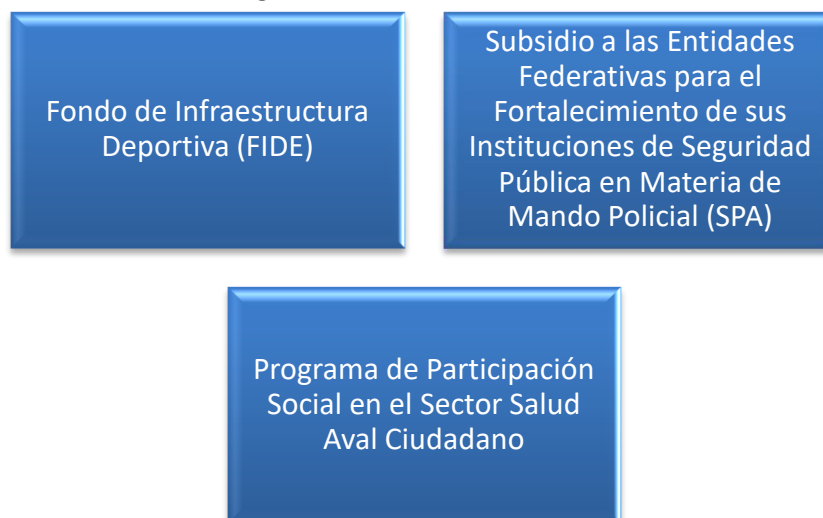 Fondo de Infraestructura
Deportiva (FIDE)
Subsidio a las Entidades
Federativas para el
Fortalecimiento de sus
Instituciones de Seguridad
Pública en Materia de
Mando Policial (SPA)
Programa de Participación
Social en el Sector Salud
Aval Ciudadano